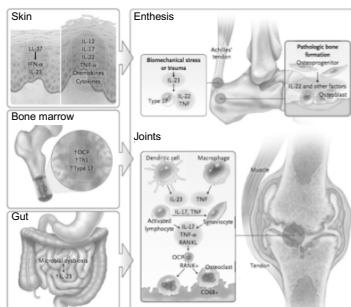 Skin
LL-37
IFN-α
IL-23
IL-12
IL-17
IL-22
TNF-α
Chemokines
Cytokines
Bone marrow
↑OCP
↑Th1
↑Type 17
Gut
Microbial dysbiosis
↑IL-23
Enthesis
Biomechanical stress
or trauma
IL-23
Type 17
IL-22
TNF
Achilles'
tendon
Pathologic bone
formation
Osteoprogenitor
IL-22 and other factors
Osteoblast
Joints
Dendritic cell
Macrophage
IL-23
TNF
IL-17, TNF
Activated
lymphocyte
Synoviocyte
IL-17
TNF-α
RANKL
OCP
RANK+
Osteoclast
CD68+
Muscle
Tendon